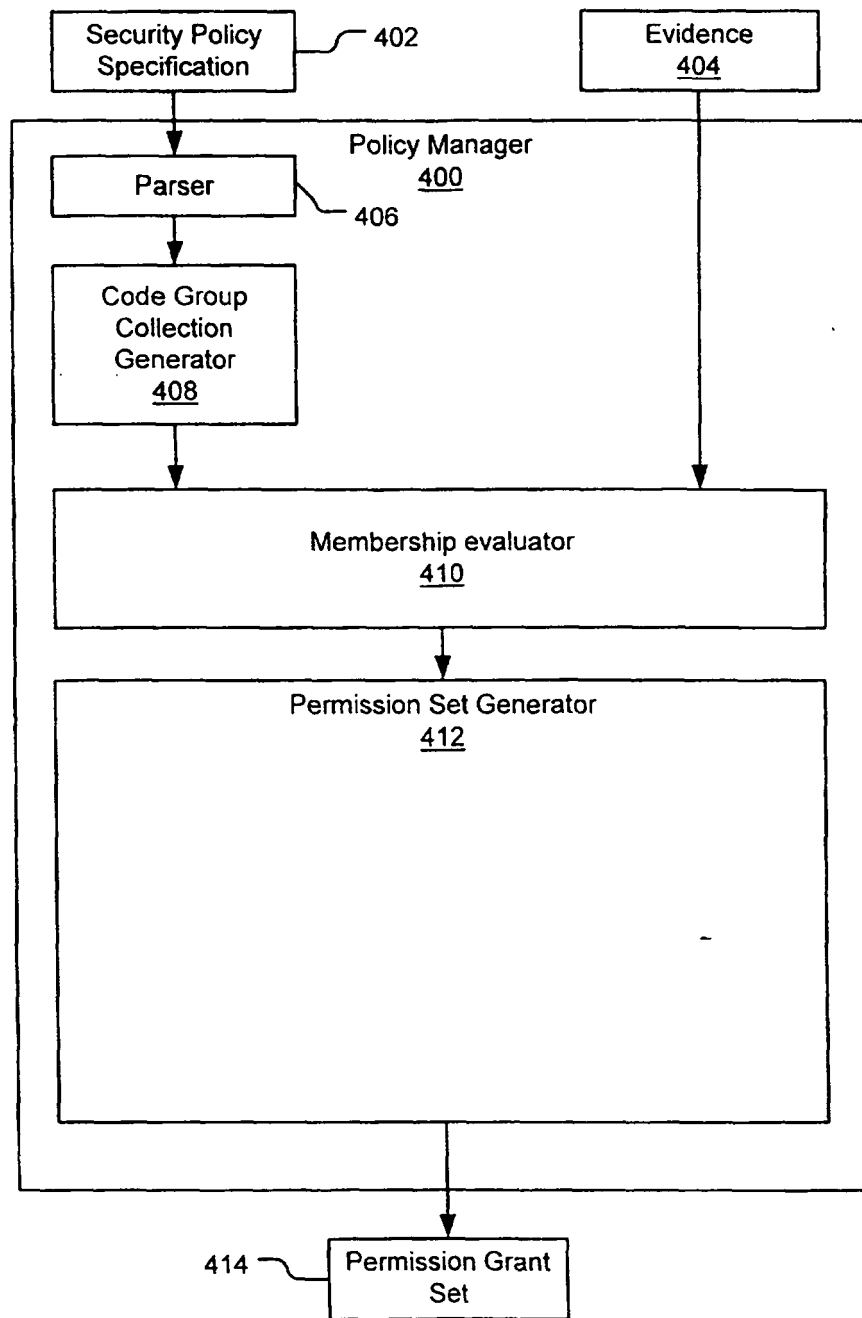 Security Policy
Specification
402
Evidence
404
Policy Manager
400
Parser
406
Code Group
Collection
Generator
408
Membership evaluator
410
Permission Set Generator
412
414
Permission Grant
Set